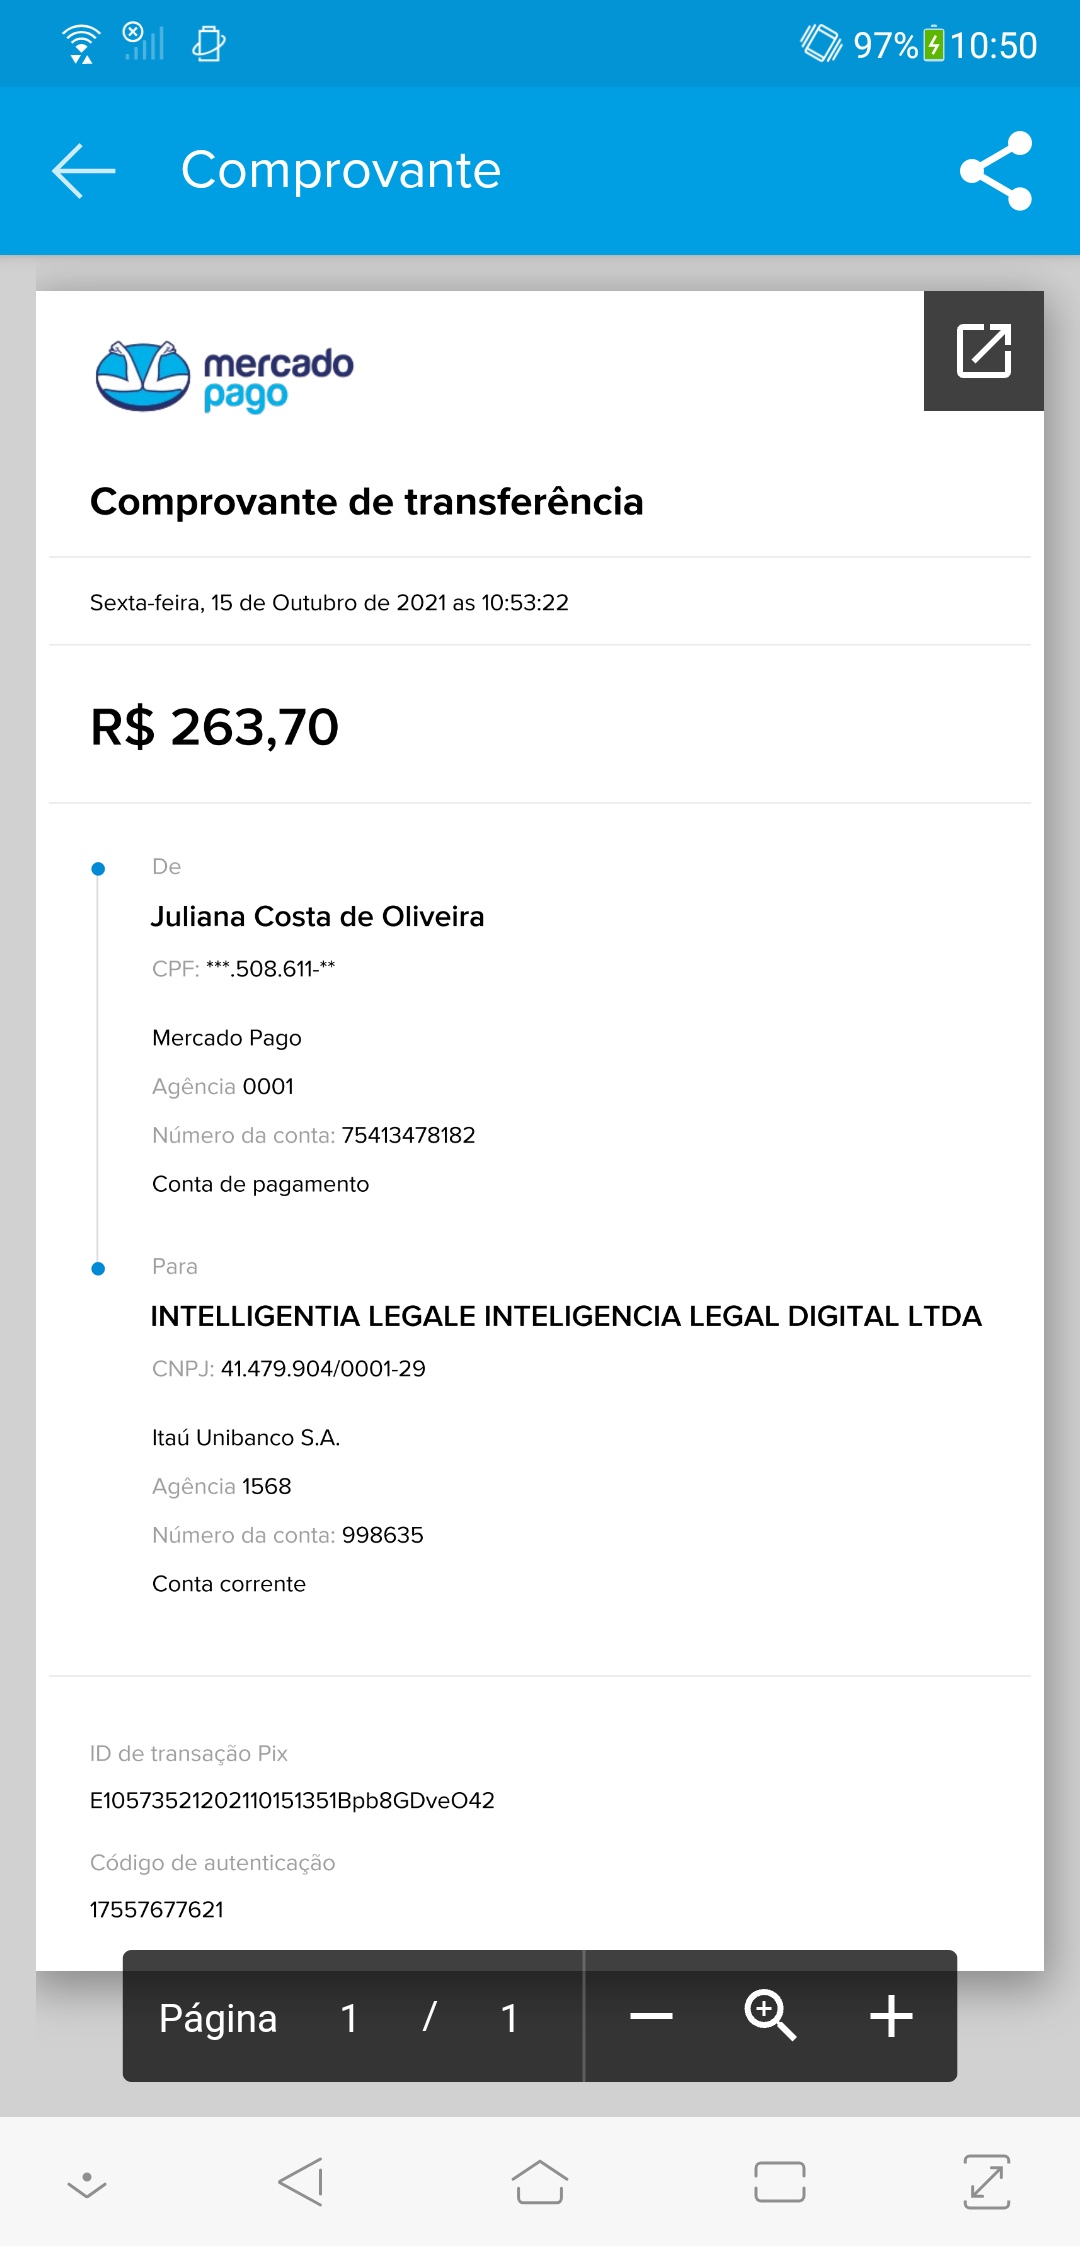 97% 10:50
Comprovante
mercado
pago
Comprovante de transferência
Sexta-feira, 15 de Outubro de 2021 as 10:53:22
R$ 263,70
De
Juliana Costa de Oliveira
CPF: ***.508.611-**
Mercado Pago
Agência 0001
Número da conta: 75413478182
Conta de pagamento
Para
INTELLIGENTIA LEGALE INTELIGENCIA LEGAL DIGITAL LTDA
CNPJ: 41.479.904/0001-29
Itaú Unibanco S.A.
Agência 1568
Número da conta: 998635
Conta corrente
ID de transação Pix
E10573521202110151351Bpb8GDveO42
Código de autenticação
17557677621
Página 1 / 1